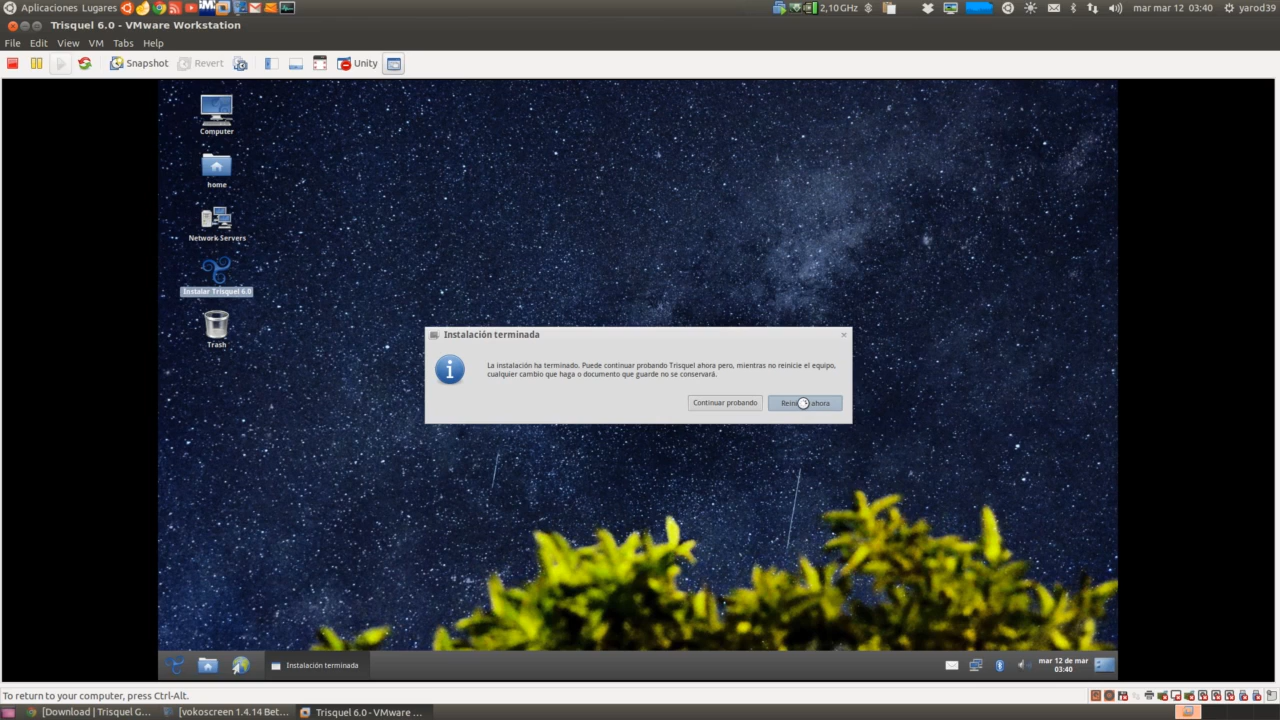 Aplicaciones Lugares
2,10GHz
mar mar 12 03:40
yarod39
Trisquel 6.0 - VMware Workstation
File Edit View VM Tabs Help
Snapshot Revert Unity
Computer
home
Network Servers
Instalar Trisquel 6.0
Trash
Instalación terminada
La instalación ha terminado. Puede continuar probando Trisquel ahora pero, mientras no reinicie el equipo,
cualquier cambio que haga o documento que guarde no se conservará.
Continuar probando
ahora
Instalación terminada
mar 12 de mar
03:40
To return to your computer, press Ctrl-Alt.
[Download | Trisquel G... [vokoscreen 1.4.14 Bet... Trisquel 6.0 - VMware ...